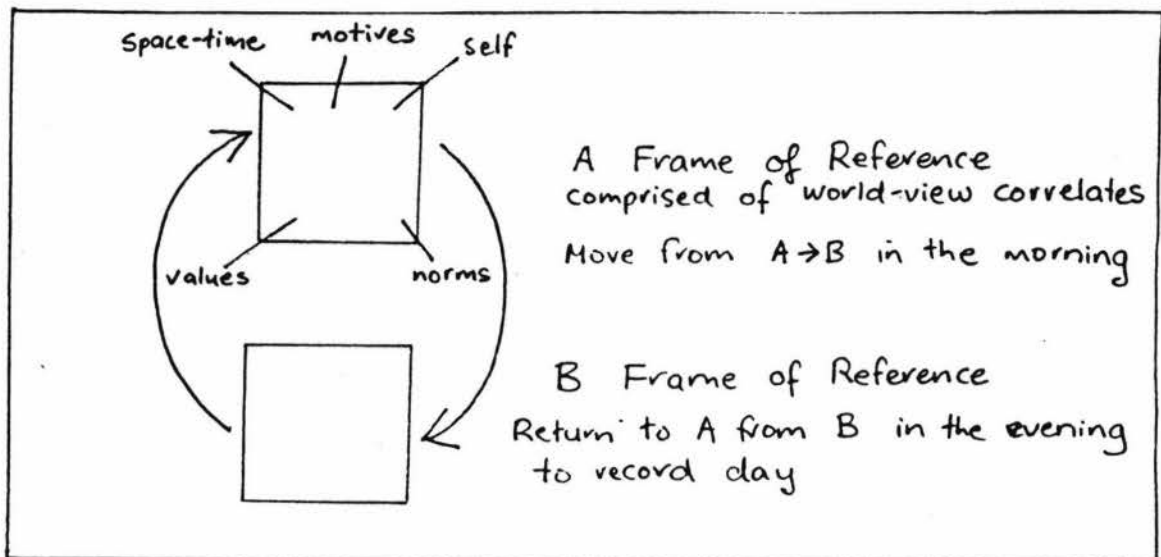 Space-time motives self
values norms
A Frame of Reference
comprised of world-view correlates
Move from A→B in the morning
B Frame of Reference
Return to A from B in the evening
to record day